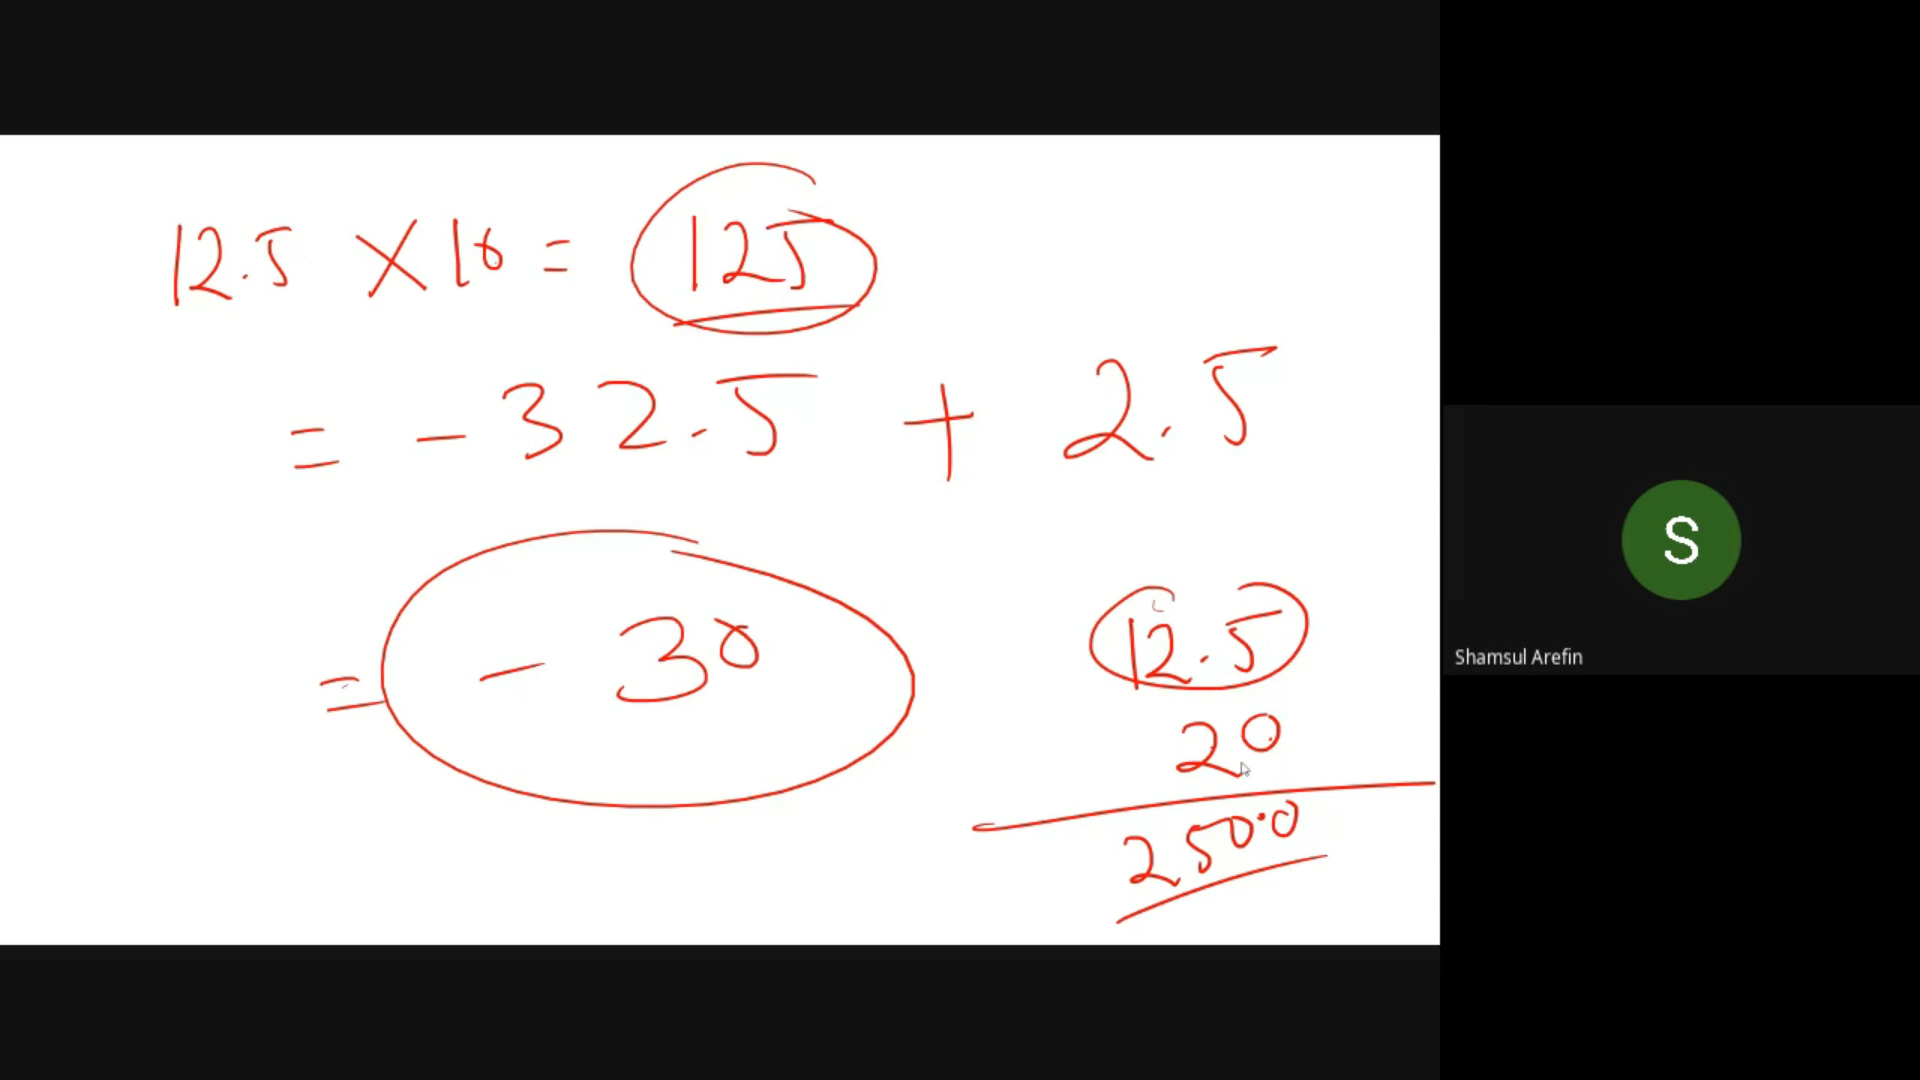 12.5 × 10 = 125
= - 32.5 + 2.5
= - 30
12.5
20
250.0
S
Shamsul Arefin